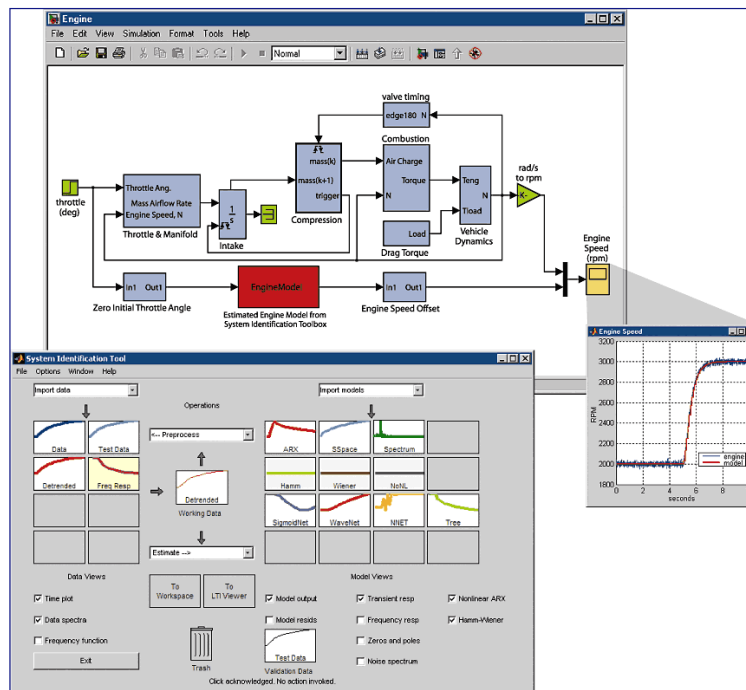 Engine
File Edit View Simulation Format Tools Help
Normal
valve timing
edge180 N
Combustion
mass(k)
Air Charge
rad/s
to rpm
throttle
(deg)
Throttle Ang.
Mass Airflow Rate
Engine Speed, N
Throttle & Manifold
1
s
Intake
mass(k+1)
trigger
Compression
Torque
N
Teng
N
Tload
Vehicle
Dynamics
K-
Load
Drag Torque
Engine
Speed
(rpm)
In1 Out1
Zero Initial Throttle Angle
EngineModel
Estimated Engine Model from
System Identification Toolbox
In1 Out1
Engine Speed Offset
Engine Speed
3200
3000
2800
2600
2400
2200
2000
1800
RPM
0 2 4 6 8
seconds
engine
model
System Identification Tool
File Options Window Help
Import data
Import models
Operations:
<-- Preprocess
Data
Test Data
Detrended
Freq Resp
Detrended
Working Data
Estimate -->
ARX
SSpace
Spectrum
Hamm
Wiener
NoNL
SigmoidNet
WaveNet
NNET
Tree
Data Views
Time plot
Data spectra
Frequency function
Exit
To
Workspace
To
LTI Viewer
Trash
Model Views
Model output
Transient resp
Nonlinear ARX
Model resids
Frequency resp
Hamm-Wiener
Zeros and poles
Noise spectrum
Test Data
Validation Data
Click acknowledged. No action invoked.